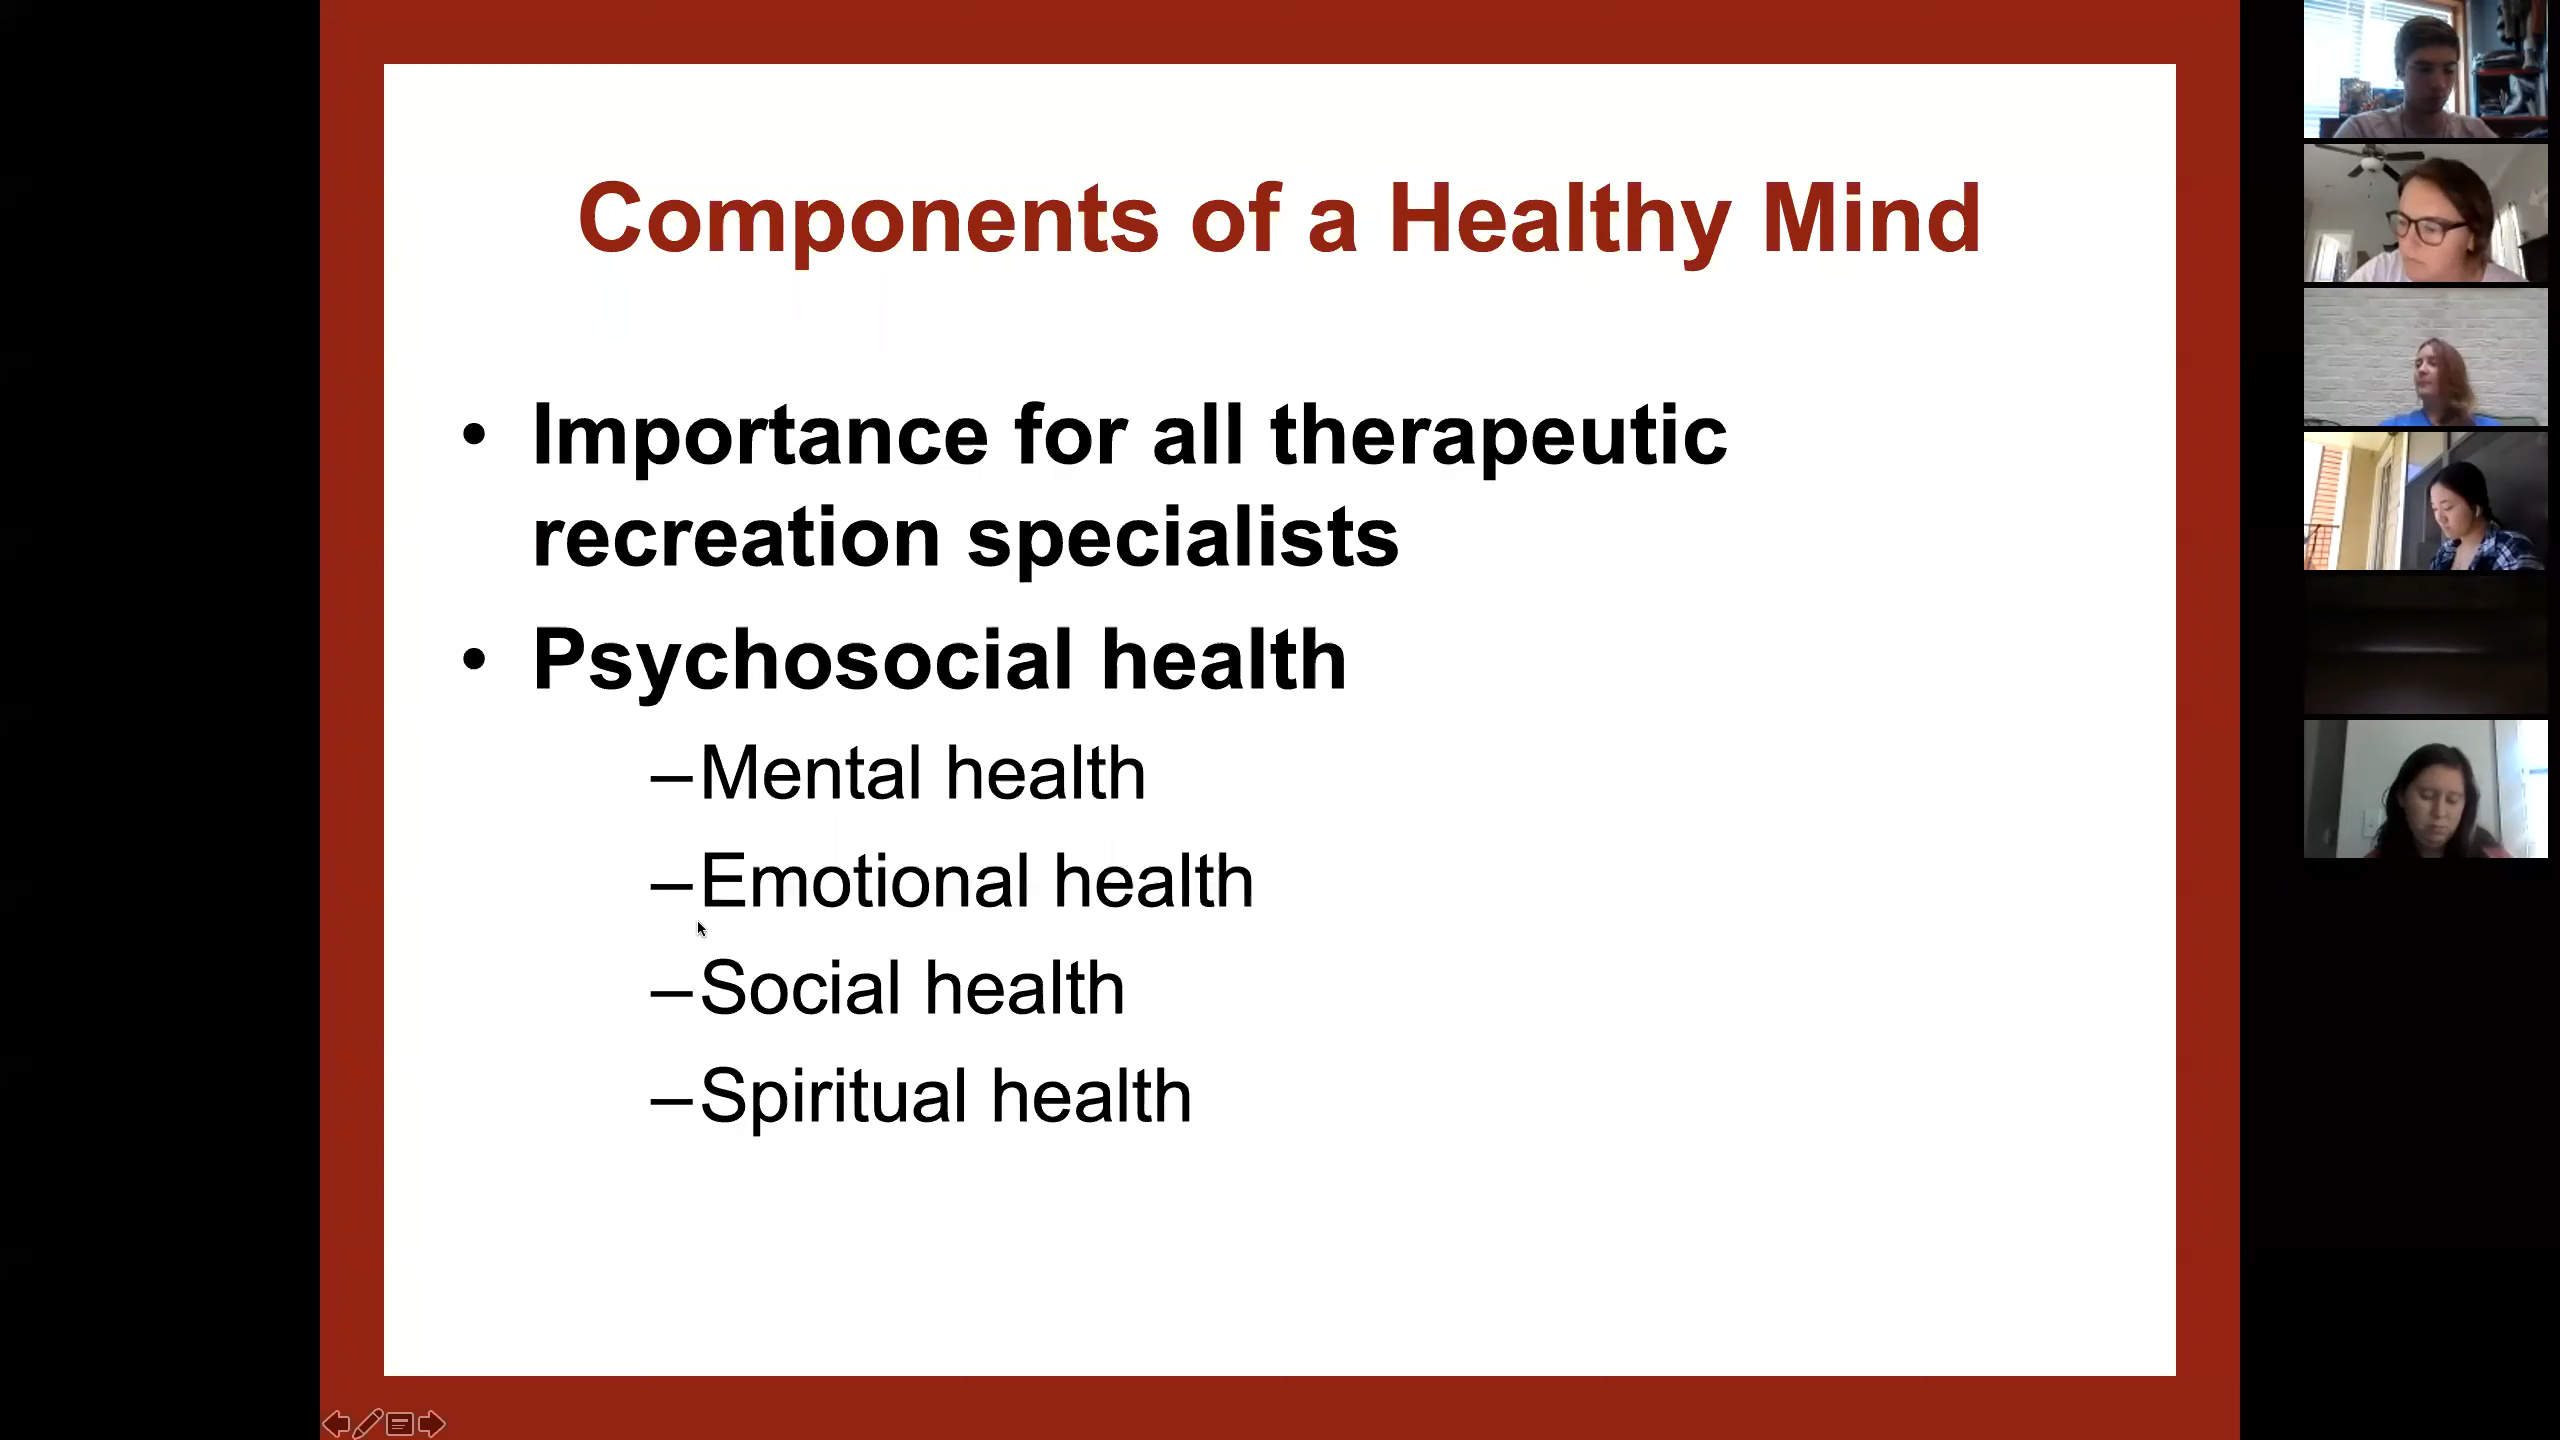 Components of a Healthy Mind
• Importance for all therapeutic
recreation specialists
• Psychosocial health
–Mental health
–Emotional health
–Social health
–Spiritual health